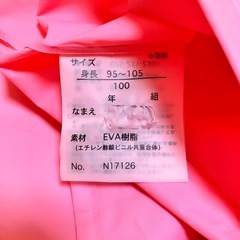 サイズ
身長 95～105
100
年 組
なまえ
素材 EVA樹脂
(エチレン酢酸ビニル共重合体)
No. N17126